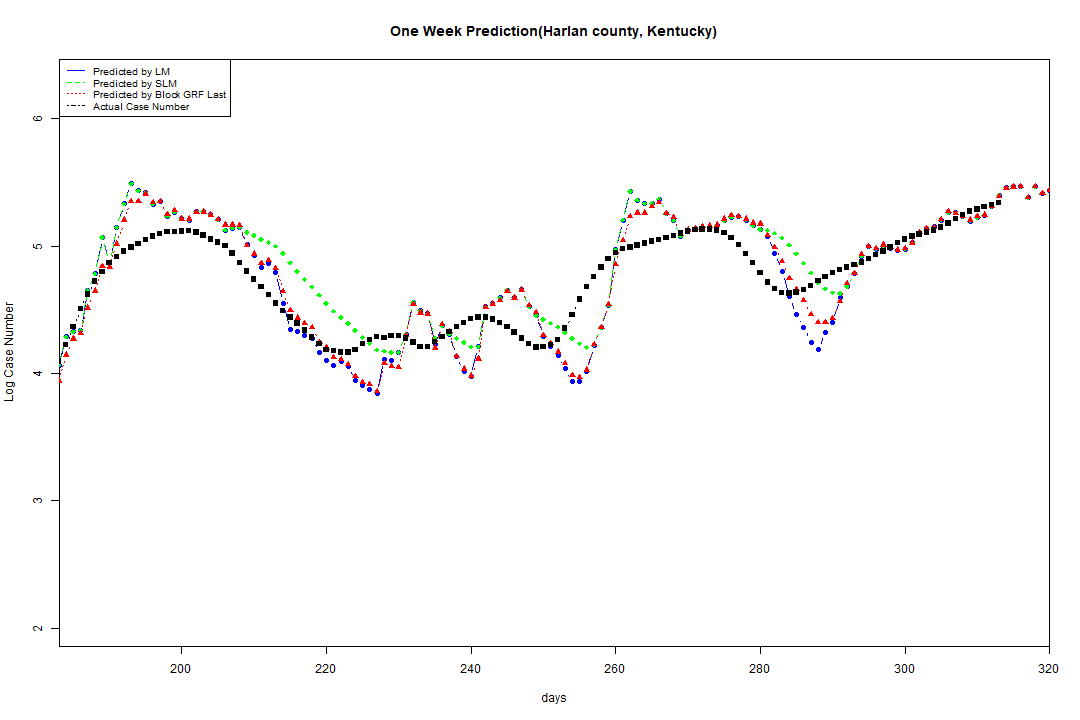 One Week Prediction(Harlan county, Kentucky)
Predicted by LM
Predicted by SLM
Predicted by Block GRF Last
Actual Case Number
Log Case Number
6
5
4
3
2
200 220 240 260 280 300 320
days